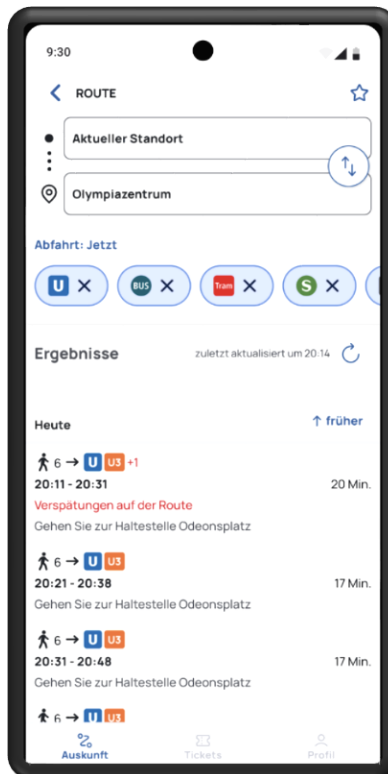 9:30
ROUTE
Aktueller Standort
Olympiazentrum
Abfahrt: Jetzt
U BUS Tram S
Ergebnisse zuletzt aktualisiert um 20:14
Heute ↑ früher
6 → U U3 +1
20:11 - 20:31 20 Min.
Verspätungen auf der Route
Gehen Sie zur Haltestelle Odeonsplatz
6 → U U3
20:21 - 20:38 17 Min.
Gehen Sie zur Haltestelle Odeonsplatz
6 → U U3
20:31 - 20:48 17 Min.
Gehen Sie zur Haltestelle Odeonsplatz
6 → U U3
Auskunft Tickets Profil